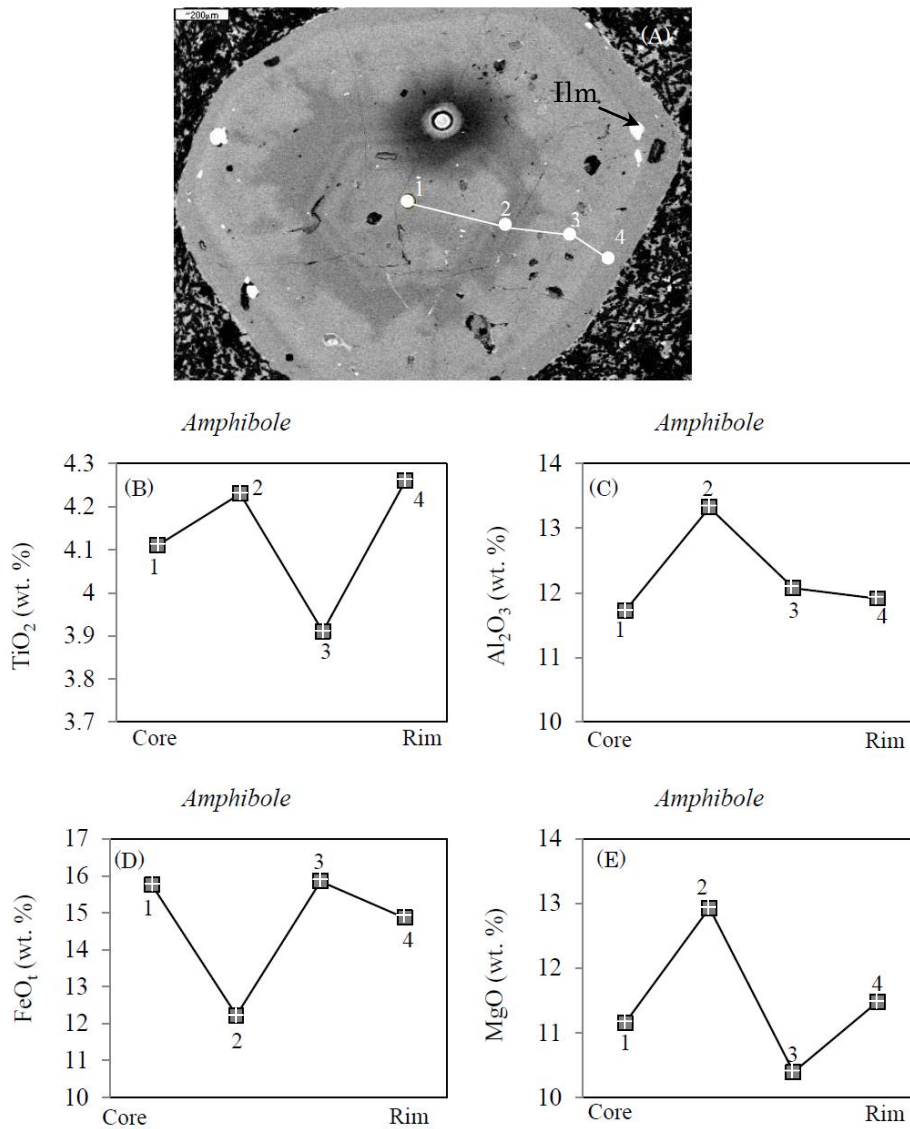 ~200µm
(A)
Ilm
1
2
3
4
Amphibole
Amphibole
TiO₂ (wt. %)
4.3
4.2
4.1
4
3.9
3.8
3.7
(B)
1
2
3
4
Core
Rim
Al₂O₃ (wt. %)
14
13
12
11
10
(C)
1
2
3
4
Core
Rim
Amphibole
Amphibole
FeOₜ (wt. %)
17
16
15
14
13
12
11
10
(D)
1
2
3
4
Core
Rim
MgO (wt. %)
14
13
12
11
10
(E)
1
2
3
4
Core
Rim